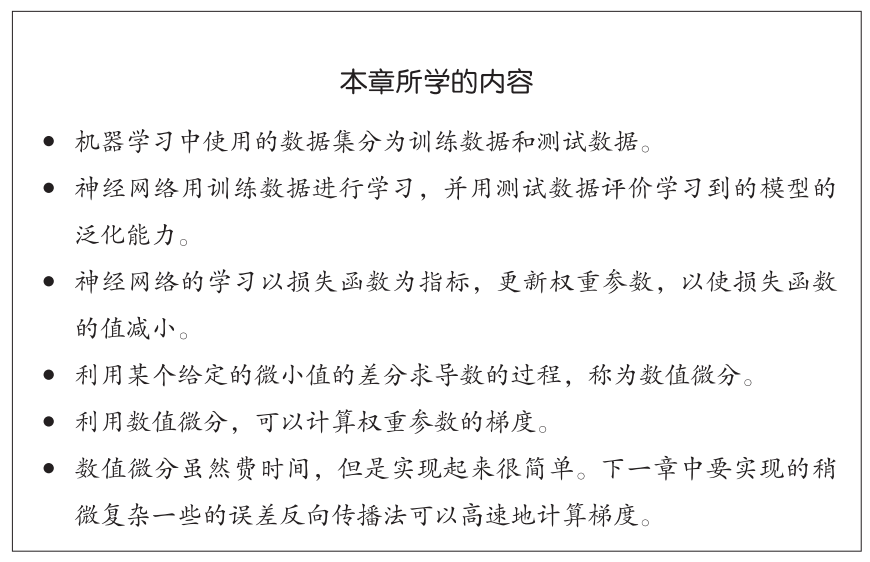 本章所学的内容
● 机器学习中使用的数据集分为训练数据和测试数据。
● 神经网络用训练数据进行学习，并用测试数据评价学习到的模型的
泛化能力。
● 神经网络的学习以损失函数为指标，更新权重参数，以使损失函数
的值减小。
● 利用某个给定的微小值的差分求导数的过程，称为数值微分。
● 利用数值微分，可以计算权重参数的梯度。
● 数值微分虽然费时间，但是实现起来很简单。下一章中要实现的稍
微复杂一些的误差反向传播法可以高速地计算梯度。